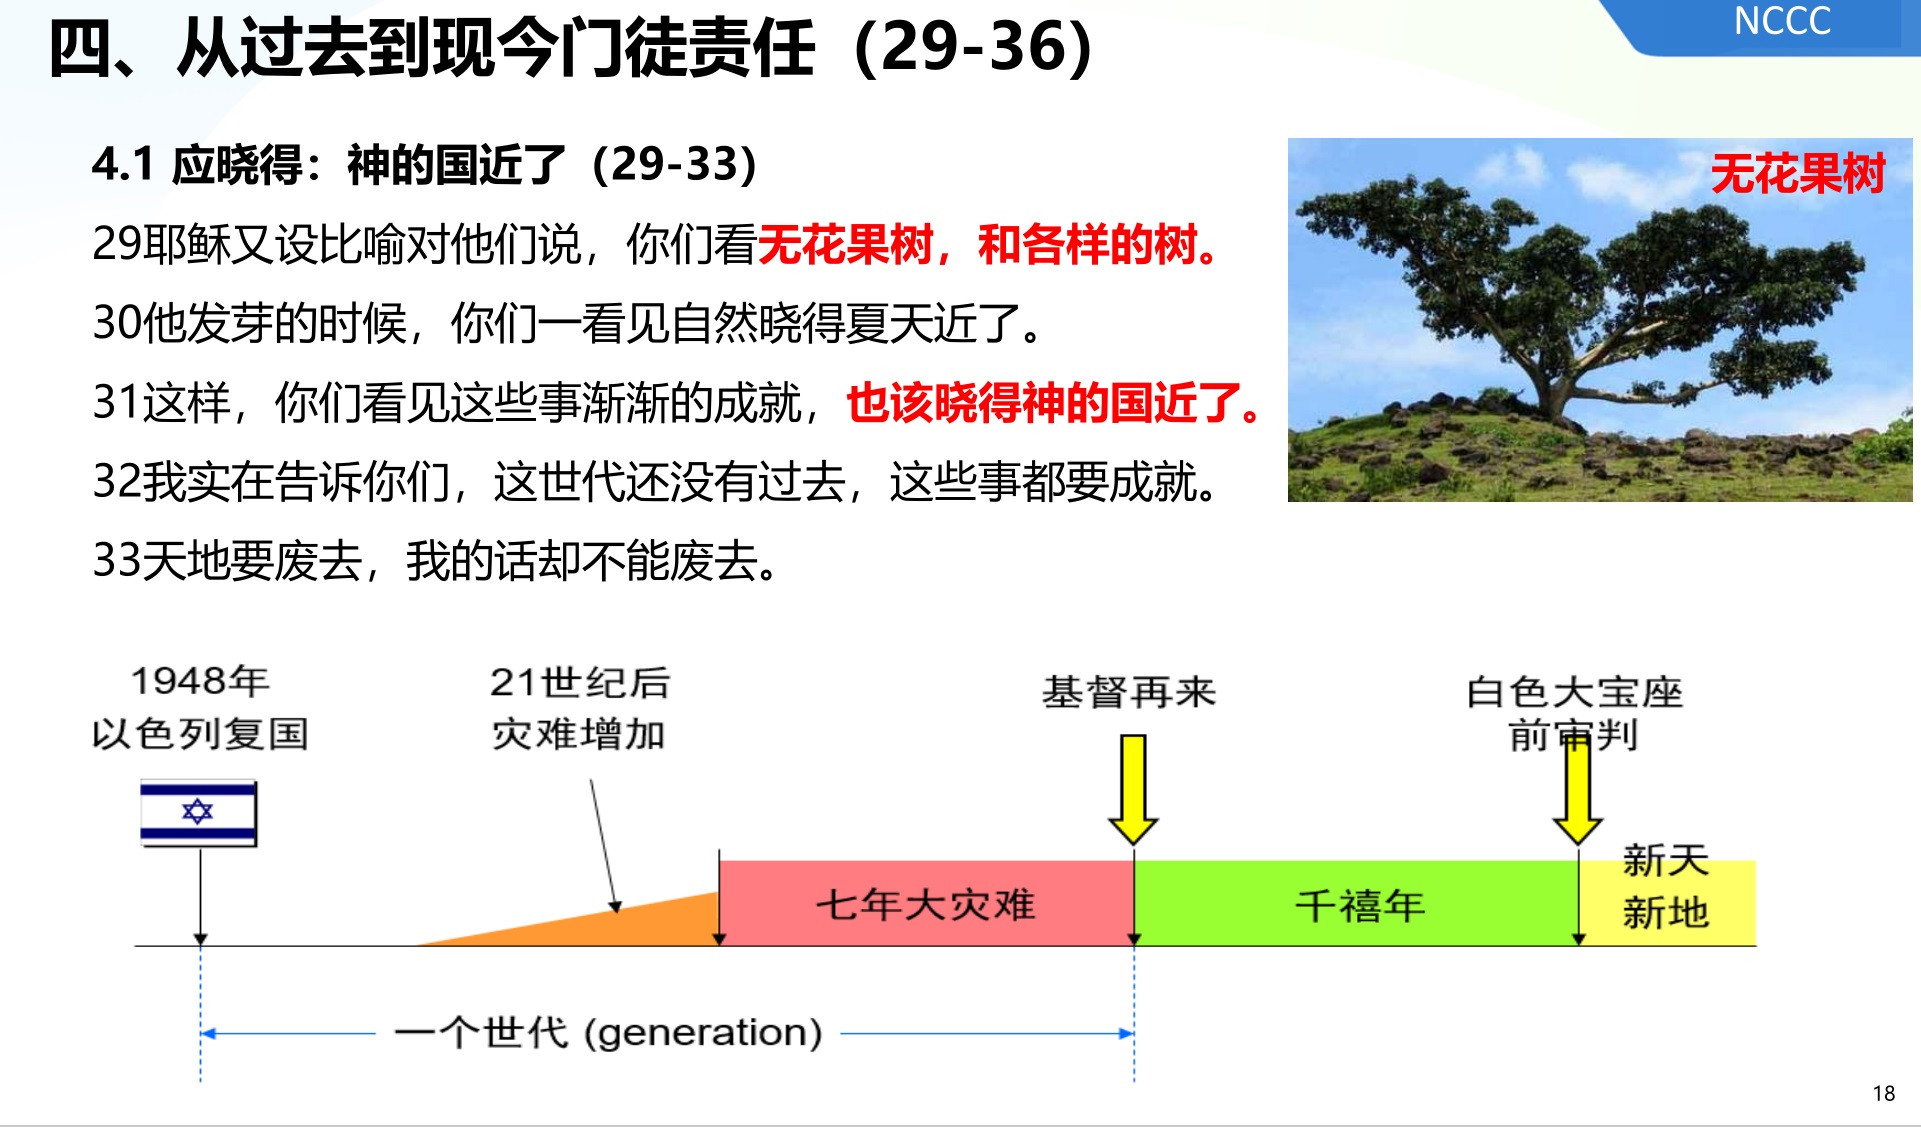 四、从过去到现今门徒责任（29-36）
NCCC
4.1 应晓得：神的国近了（29-33）
29耶稣又设比喻对他们说，你们看无花果树，和各样的树。
30他发芽的时候，你们一看见自然晓得夏天近了。
31这样，你们看见这些事渐渐的成就，也该晓得神的国近了。
32我实在告诉你们，这世代还没有过去，这些事都要成就。
33天地要废去，我的话却不能废去。
无花果树
1948年
以色列复国
21世纪后
灾难增加
基督再来
白色大宝座
前审判
七年大灾难
千禧年
新天
新地
一个世代 (generation)
18